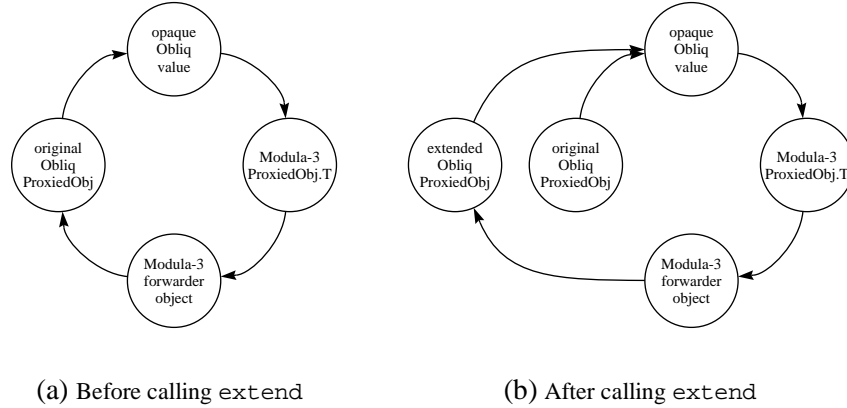 opaque
Obliq
value
original
Obliq
ProxiedObj
Modula-3
ProxiedObj.T
Modula-3
forwarder
object
(a) Before calling extend
opaque
Obliq
value
extended
Obliq
ProxiedObj
original
Obliq
ProxiedObj
Modula-3
ProxiedObj.T
Modula-3
forwarder
object
(b) After calling extend